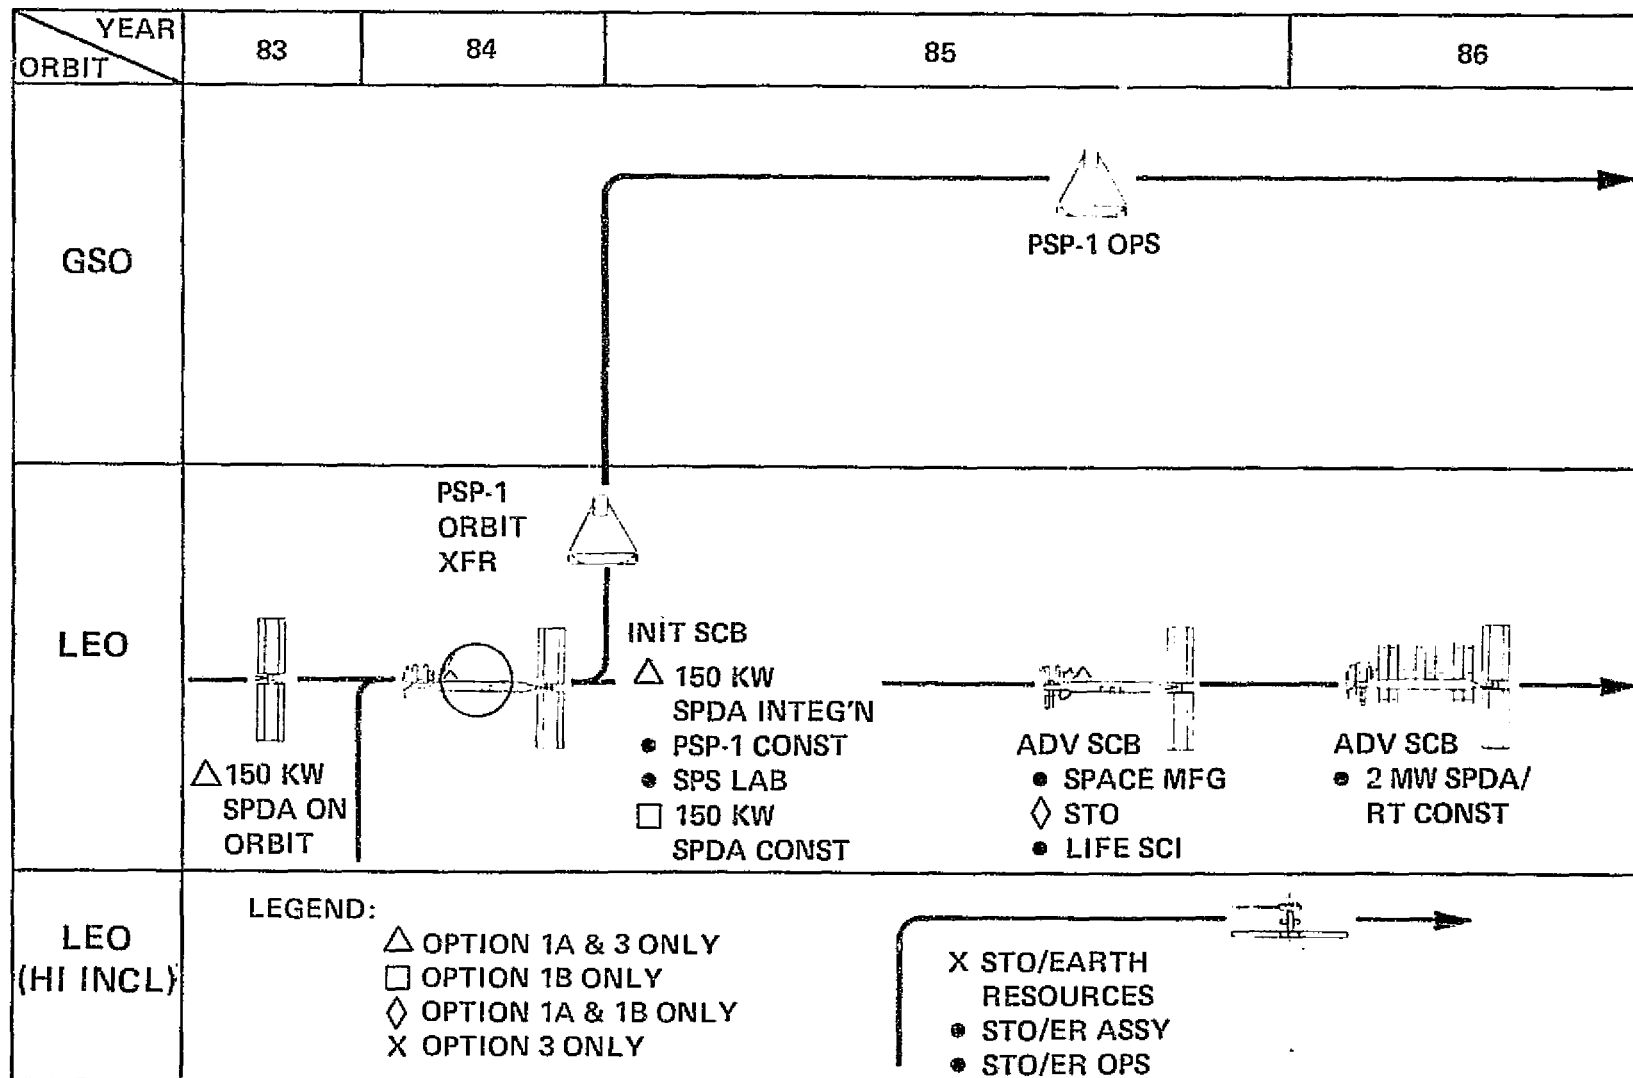 YEAR
ORBIT
83
84
85
86
GSO
PSP-1 OPS
PSP-1
ORBIT
XFR
LEO
△ 150 KW
SPDA ON
ORBIT
INIT SCB
△ 150 KW
SPDA INTEG'N
● PSP-1 CONST
● SPS LAB
□ 150 KW
SPDA CONST
ADV SCB
● SPACE MFG
◇ STO
● LIFE SCI
ADV SCB
● 2 MW SPDA/
RT CONST
LEO
(HI INCL)
LEGEND:
△ OPTION 1A & 3 ONLY
□ OPTION 1B ONLY
◇ OPTION 1A & 1B ONLY
X OPTION 3 ONLY
X STO/EARTH
RESOURCES
● STO/ER ASSY
● STO/ER OPS